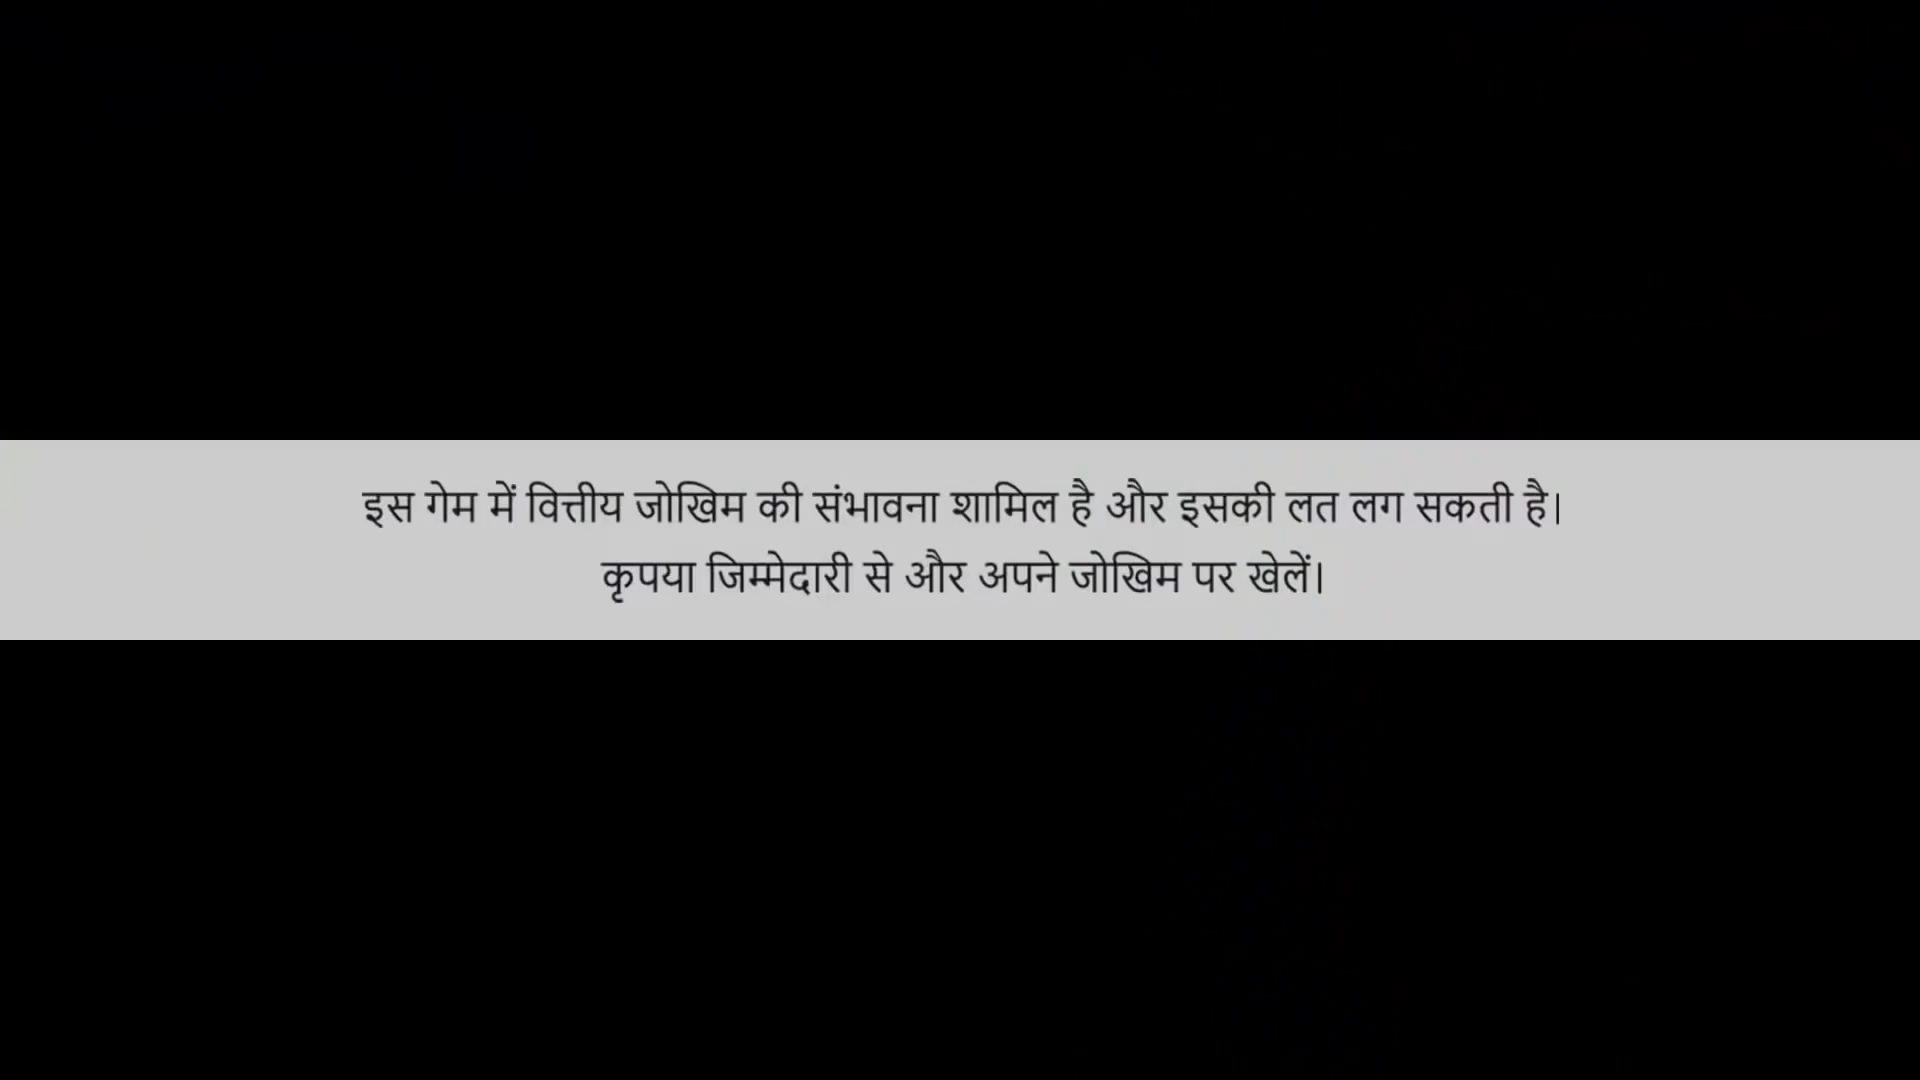 इस गेम में वित्तीय जोखिम की संभावना शामिल है और इसकी लत लग सकती है।
कृपया जिम्मेदारी से और अपने जोखिम पर खेलें।